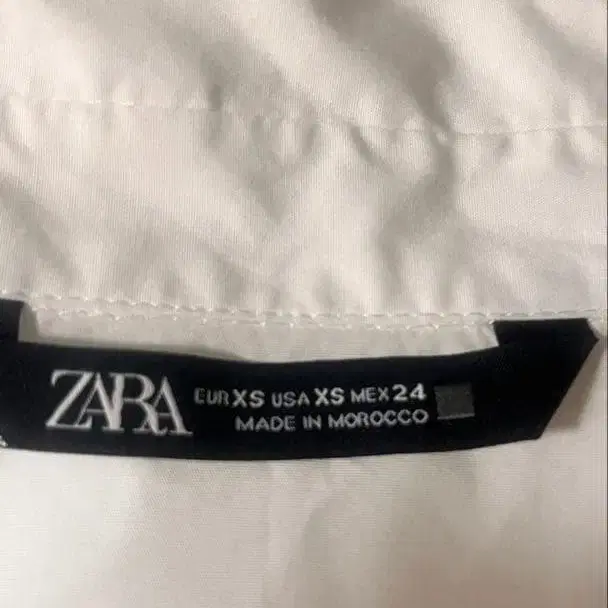 ZARA
EUR XS USA XS MEX 24
MADE IN MOROCCO